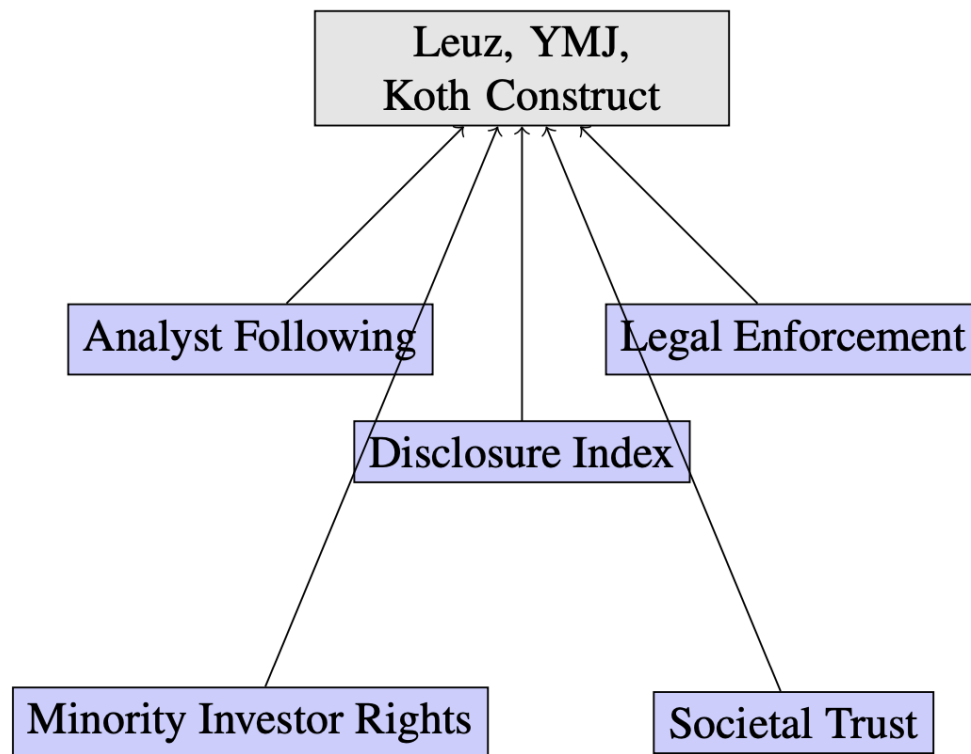 Leuz, YMJ,
Koth Construct
Analyst Following
Legal Enforcement
Disclosure Index
Minority Investor Rights
Societal Trust